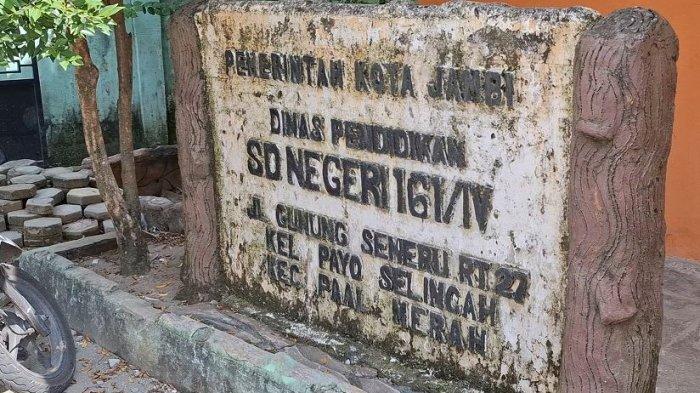 PEMERINTAH KOTA JAMBI
DINAS PENDIDIKAN
SD NEGERI 161/IV
JL GUNUNG SEMERU RT.27
KEL PAYO SELINGAH
KEC PAAL MERAH